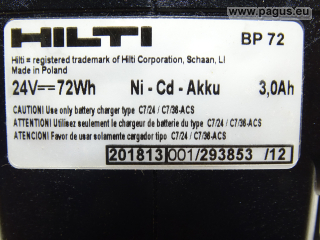 © www.pagus.eu
HILTI BP 72
Hilti = registered trademark of Hilti Corporation, Schaan, LI
Made in Poland
24V⎓72Wh Ni - Cd - Akku 3,0Ah
CAUTION! Use only battery charger type C7/24 / C7/36-ACS
ATTENTION! Utilisez seulement le chargeur de batterie du type C7/24 / C7/36-ACS
ATENCION! Favor de usar solamente cargador tipo C7/24 / C7/36-ACS
201813 001/293853 /12